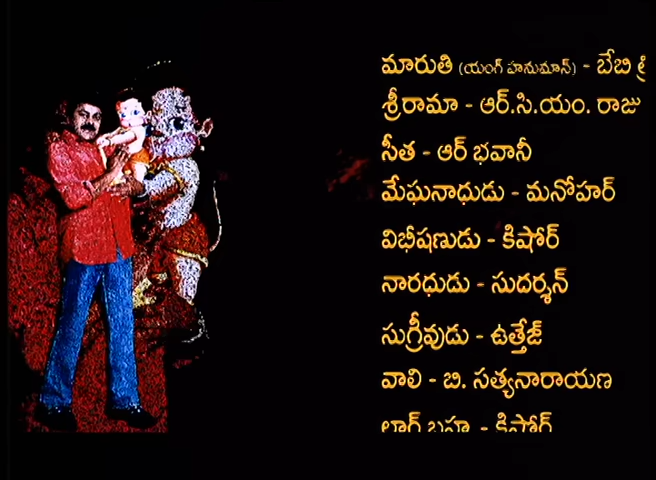 మారుతి (యంగ్ హనుమాన్) - బేబి
శ్రీరామా - ఆర్.సి.యం. రాజు
సీత - ఆర్ భవానీ
మేఘనాధుడు - మనోహర్
విభీషణుడు - కిషోర్
నారధుడు - సుదర్శన్
సుగ్రీవుడు - ఉత్తేజ్
వాలి - బి. సత్యనారాయణ
- కిషోర్